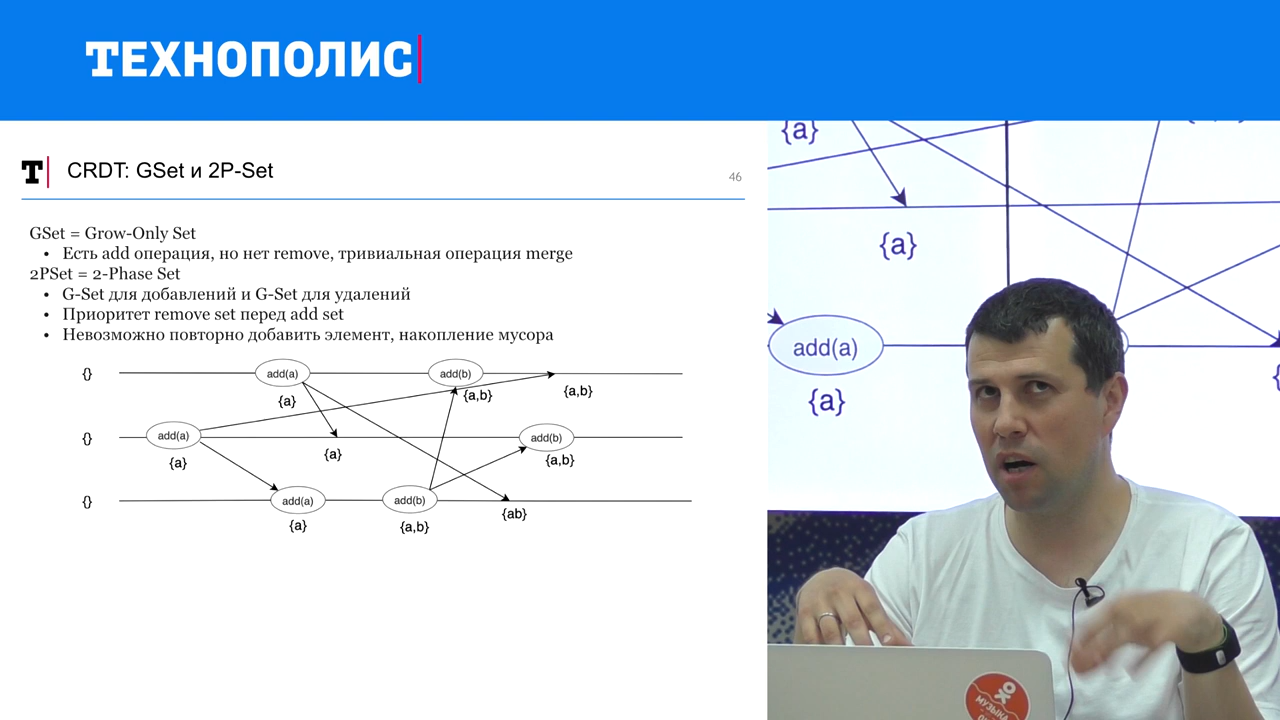 ТЕХНОПОЛИС
Т CRDT: GSet и 2P-Set
46
GSet = Grow-Only Set
• Есть add операция, но нет remove, тривиальная операция merge
2PSet = 2-Phase Set
• G-Set для добавлений и G-Set для удалений
• Приоритет remove set перед add set
• Невозможно повторно добавить элемент, накопление мусора
{} add(a) add(b)
{a} {a,b} {a,b}
{} add(a) add(b)
{a} {a} {a,b}
{} add(a) add(b)
{a} {a,b} {ab}
{a}
{a}
add(a)
{a}
ОК
МУЗЫКА